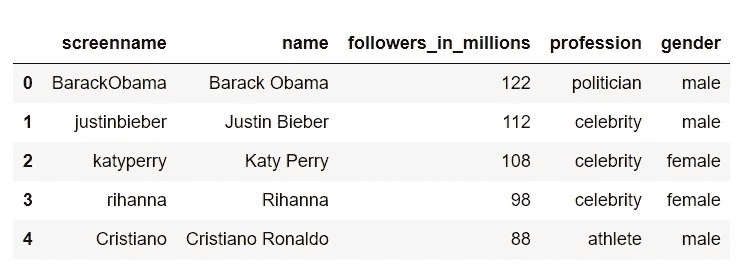 screenname name followers_in_millions profession gender
0 BarackObama Barack Obama 122 politician male
1 justinbieber Justin Bieber 112 celebrity male
2 katyperry Katy Perry 108 celebrity female
3 rihanna Rihanna 98 celebrity female
4 Cristiano Cristiano Ronaldo 88 athlete male